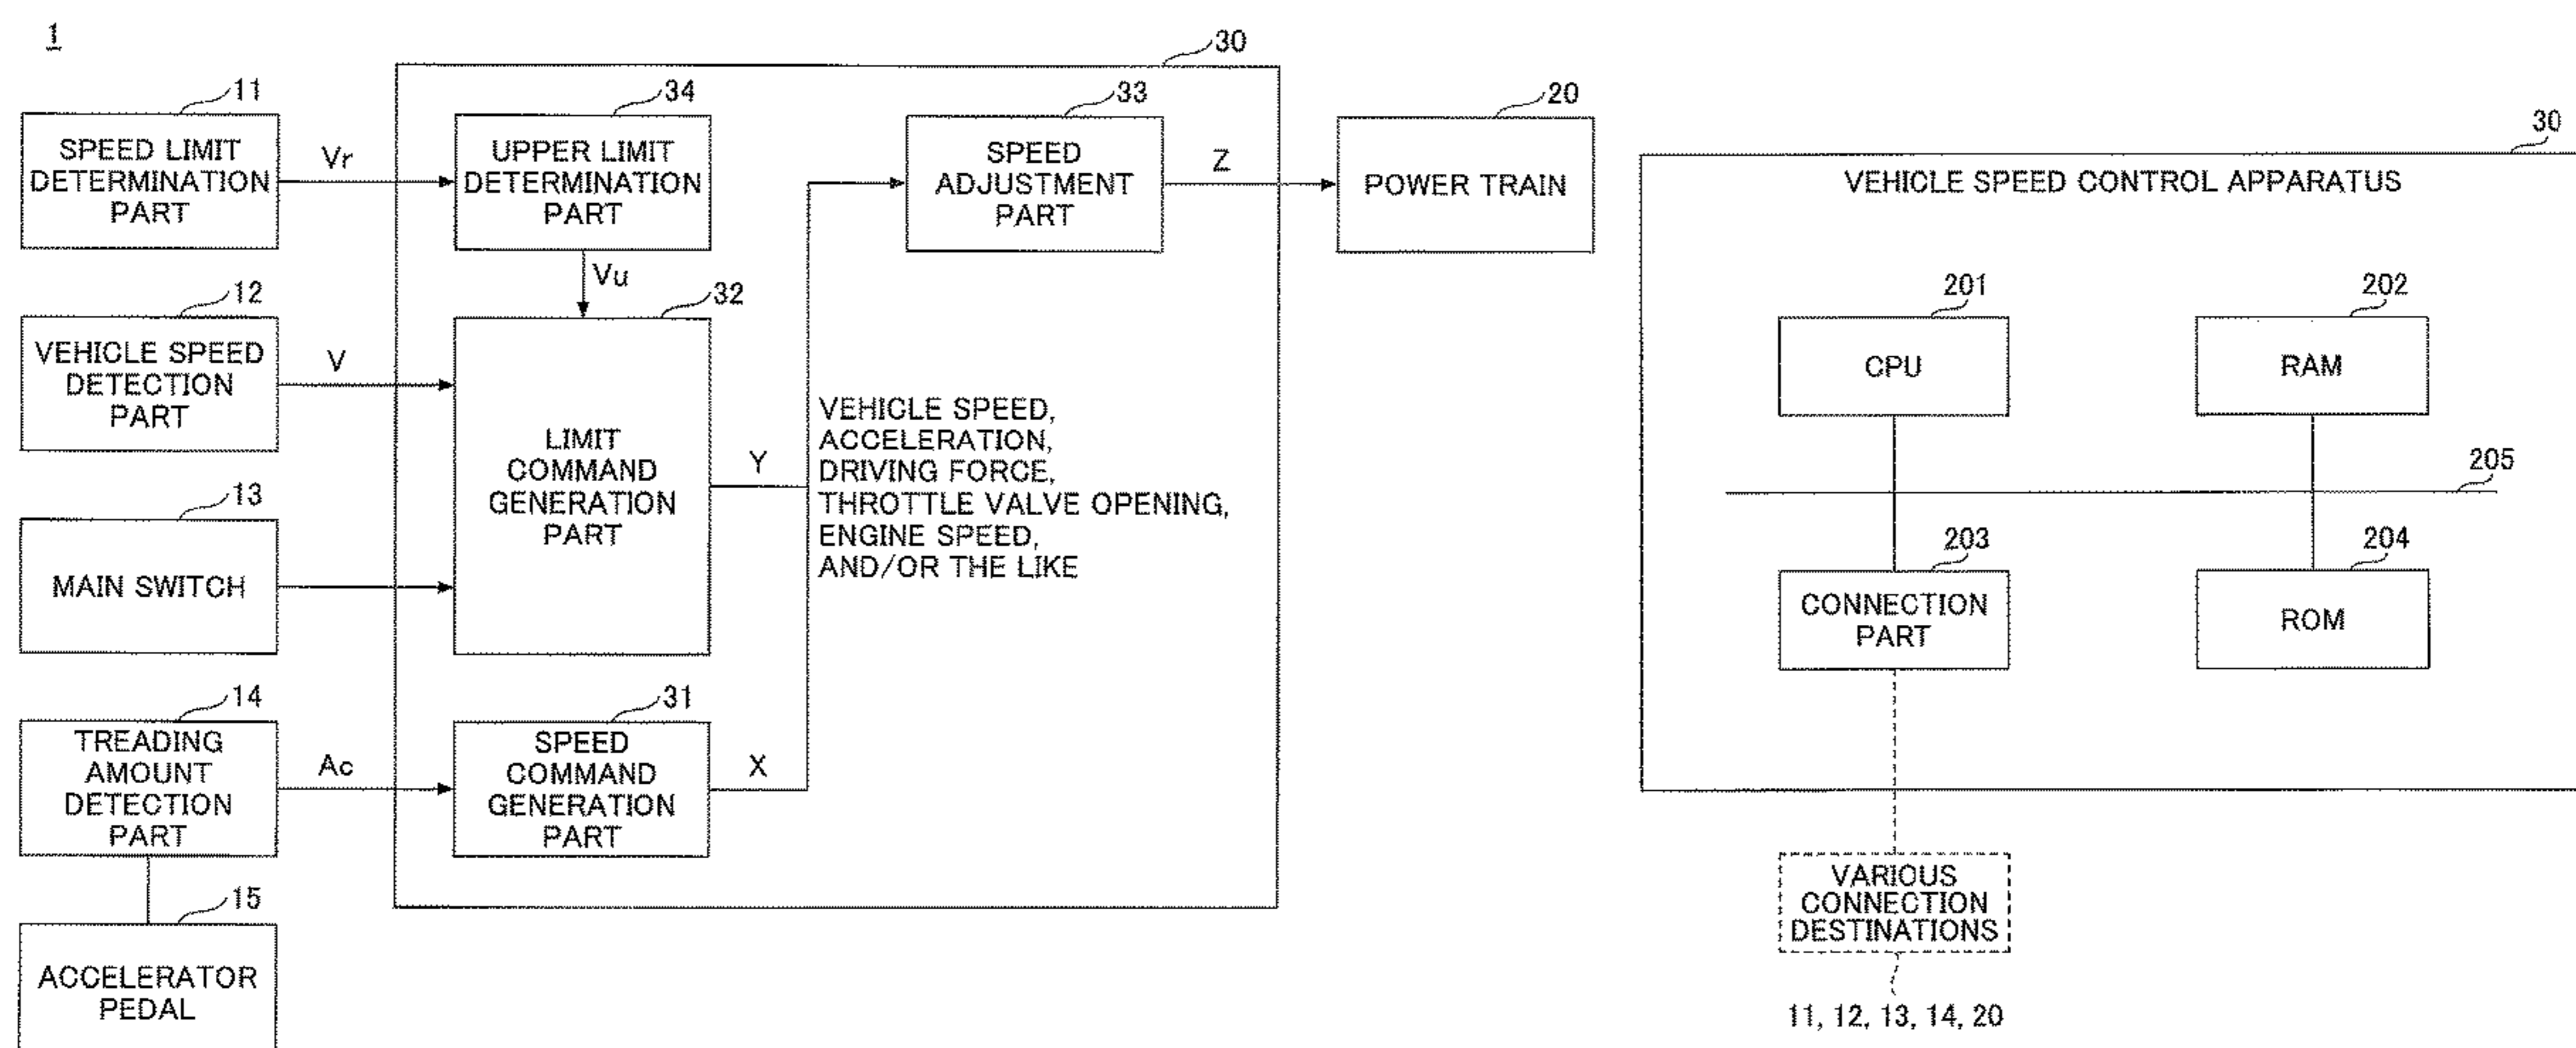 1
30
11
SPEED LIMIT
DETERMINATION
PART
Vr
34
UPPER LIMIT
DETERMINATION
PART
Vu
33
SPEED
ADJUSTMENT
PART
Z
20
POWER TRAIN
12
VEHICLE SPEED
DETECTION
PART
V
32
LIMIT
COMMAND
GENERATION
PART
Y
VEHICLE SPEED,
ACCELERATION,
DRIVING FORCE,
THROTTLE VALVE OPENING,
ENGINE SPEED,
AND/OR THE LIKE
13
MAIN SWITCH
14
TREADING
AMOUNT
DETECTION
PART
Ac
31
SPEED
COMMAND
GENERATION
PART
X
15
ACCELERATOR
PEDAL
30
VEHICLE SPEED CONTROL APPARATUS
201
CPU
202
RAM
205
203
CONNECTION
PART
204
ROM
VARIOUS
CONNECTION
DESTINATIONS
11, 12, 13, 14, 20